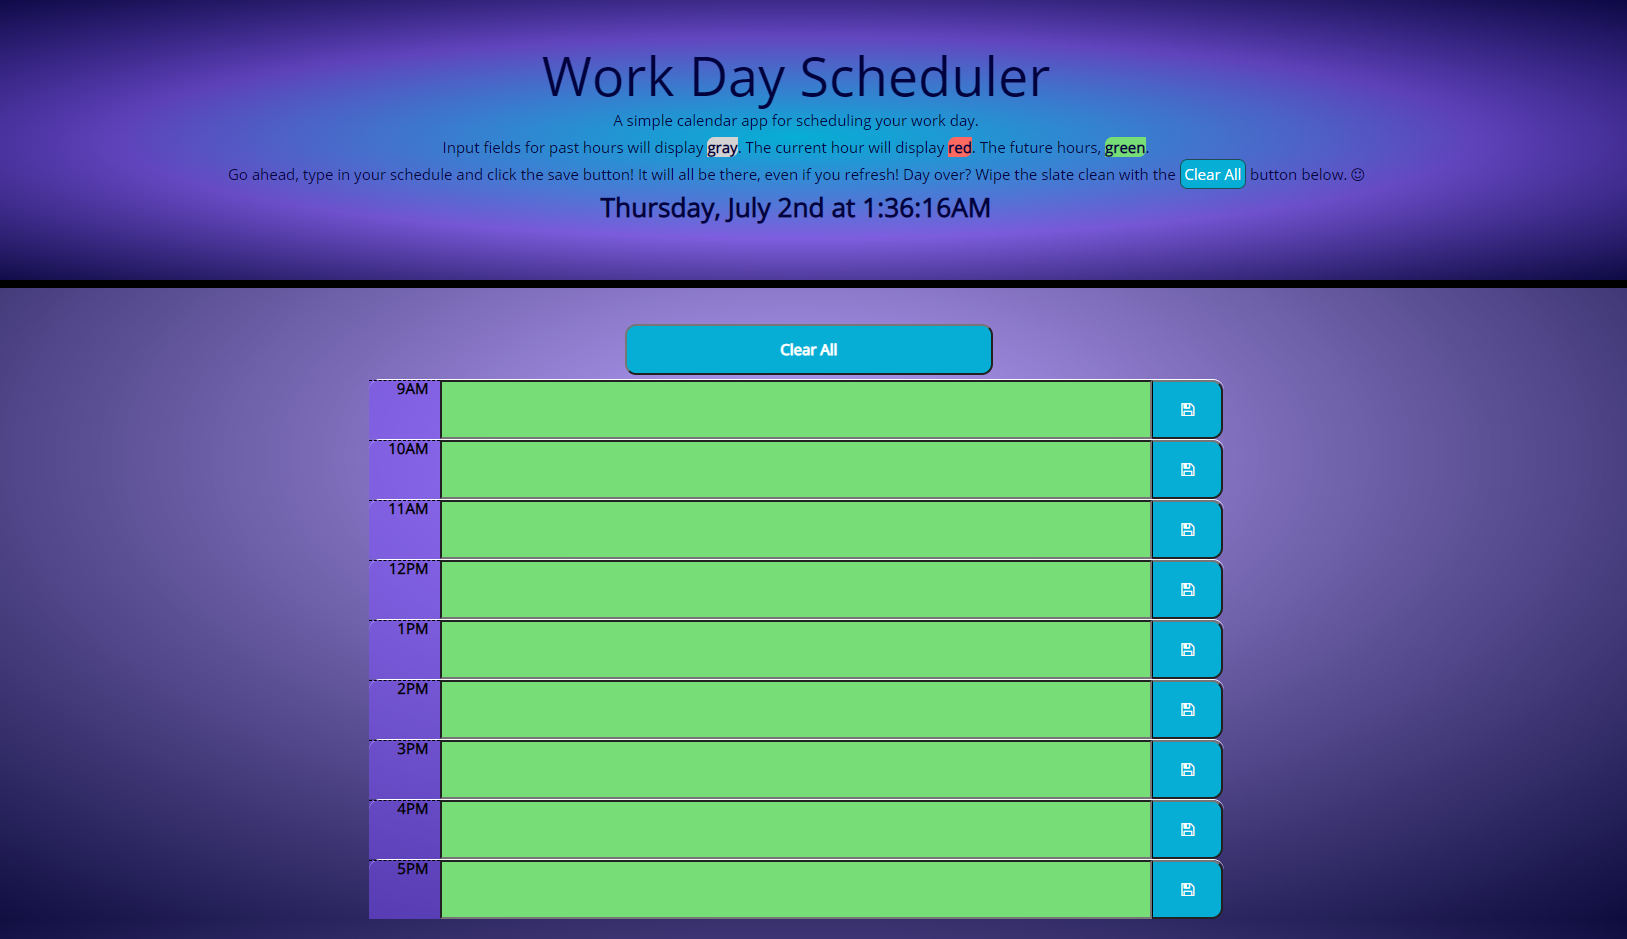 Work Day Scheduler
A simple calendar app for scheduling your work day.
Input fields for past hours will display gray. The current hour will display red. The future hours, green.
Go ahead, type in your schedule and click the save button! It will all be there, even if you refresh! Day over? Wipe the slate clean with the Clear All button below. ☺
Thursday, July 2nd at 1:36:16AM
Clear All
9AM
10AM
11AM
12PM
1PM
2PM
3PM
4PM
5PM